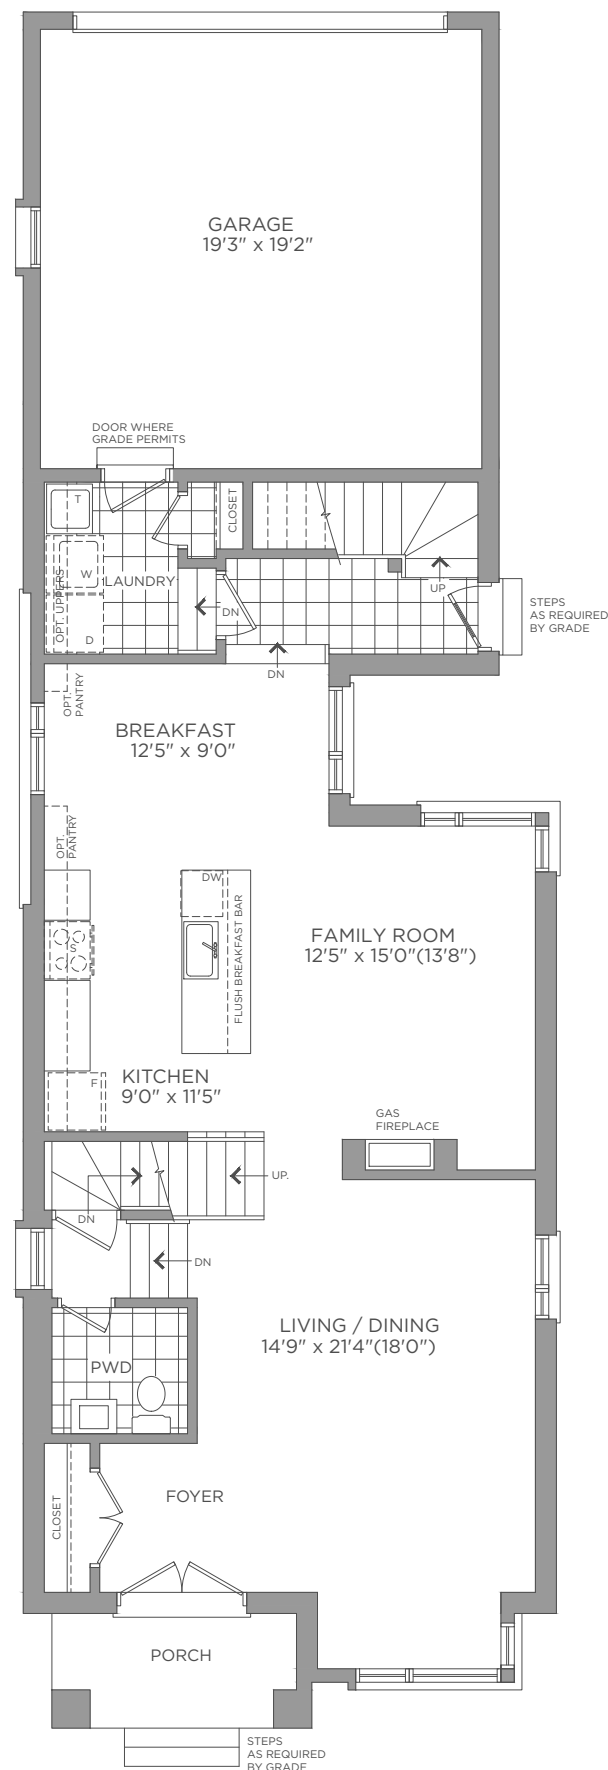 GARAGE
19'3" x 19'2"
DOOR WHERE
GRADE PERMITS
T
CLOSET
W
LAUNDRY
OPT. UPPERS
D
DN
UP
STEPS
AS REQUIRED
BY GRADE
DN
OPT.
PANTRY
BREAKFAST
12'5" x 9'0"
OPT.
PANTRY
DW
S
FLUSH BREAKFAST BAR
FAMILY ROOM
12'5" x 15'0"(13'8")
KITCHEN
9'0" x 11'5"
F
GAS
FIREPLACE
UP.
DN
DN
LIVING / DINING
14'9" x 21'4"(18'0")
PWD
FOYER
CLOSET
PORCH
STEPS
AS REQUIRED
BY GRADE